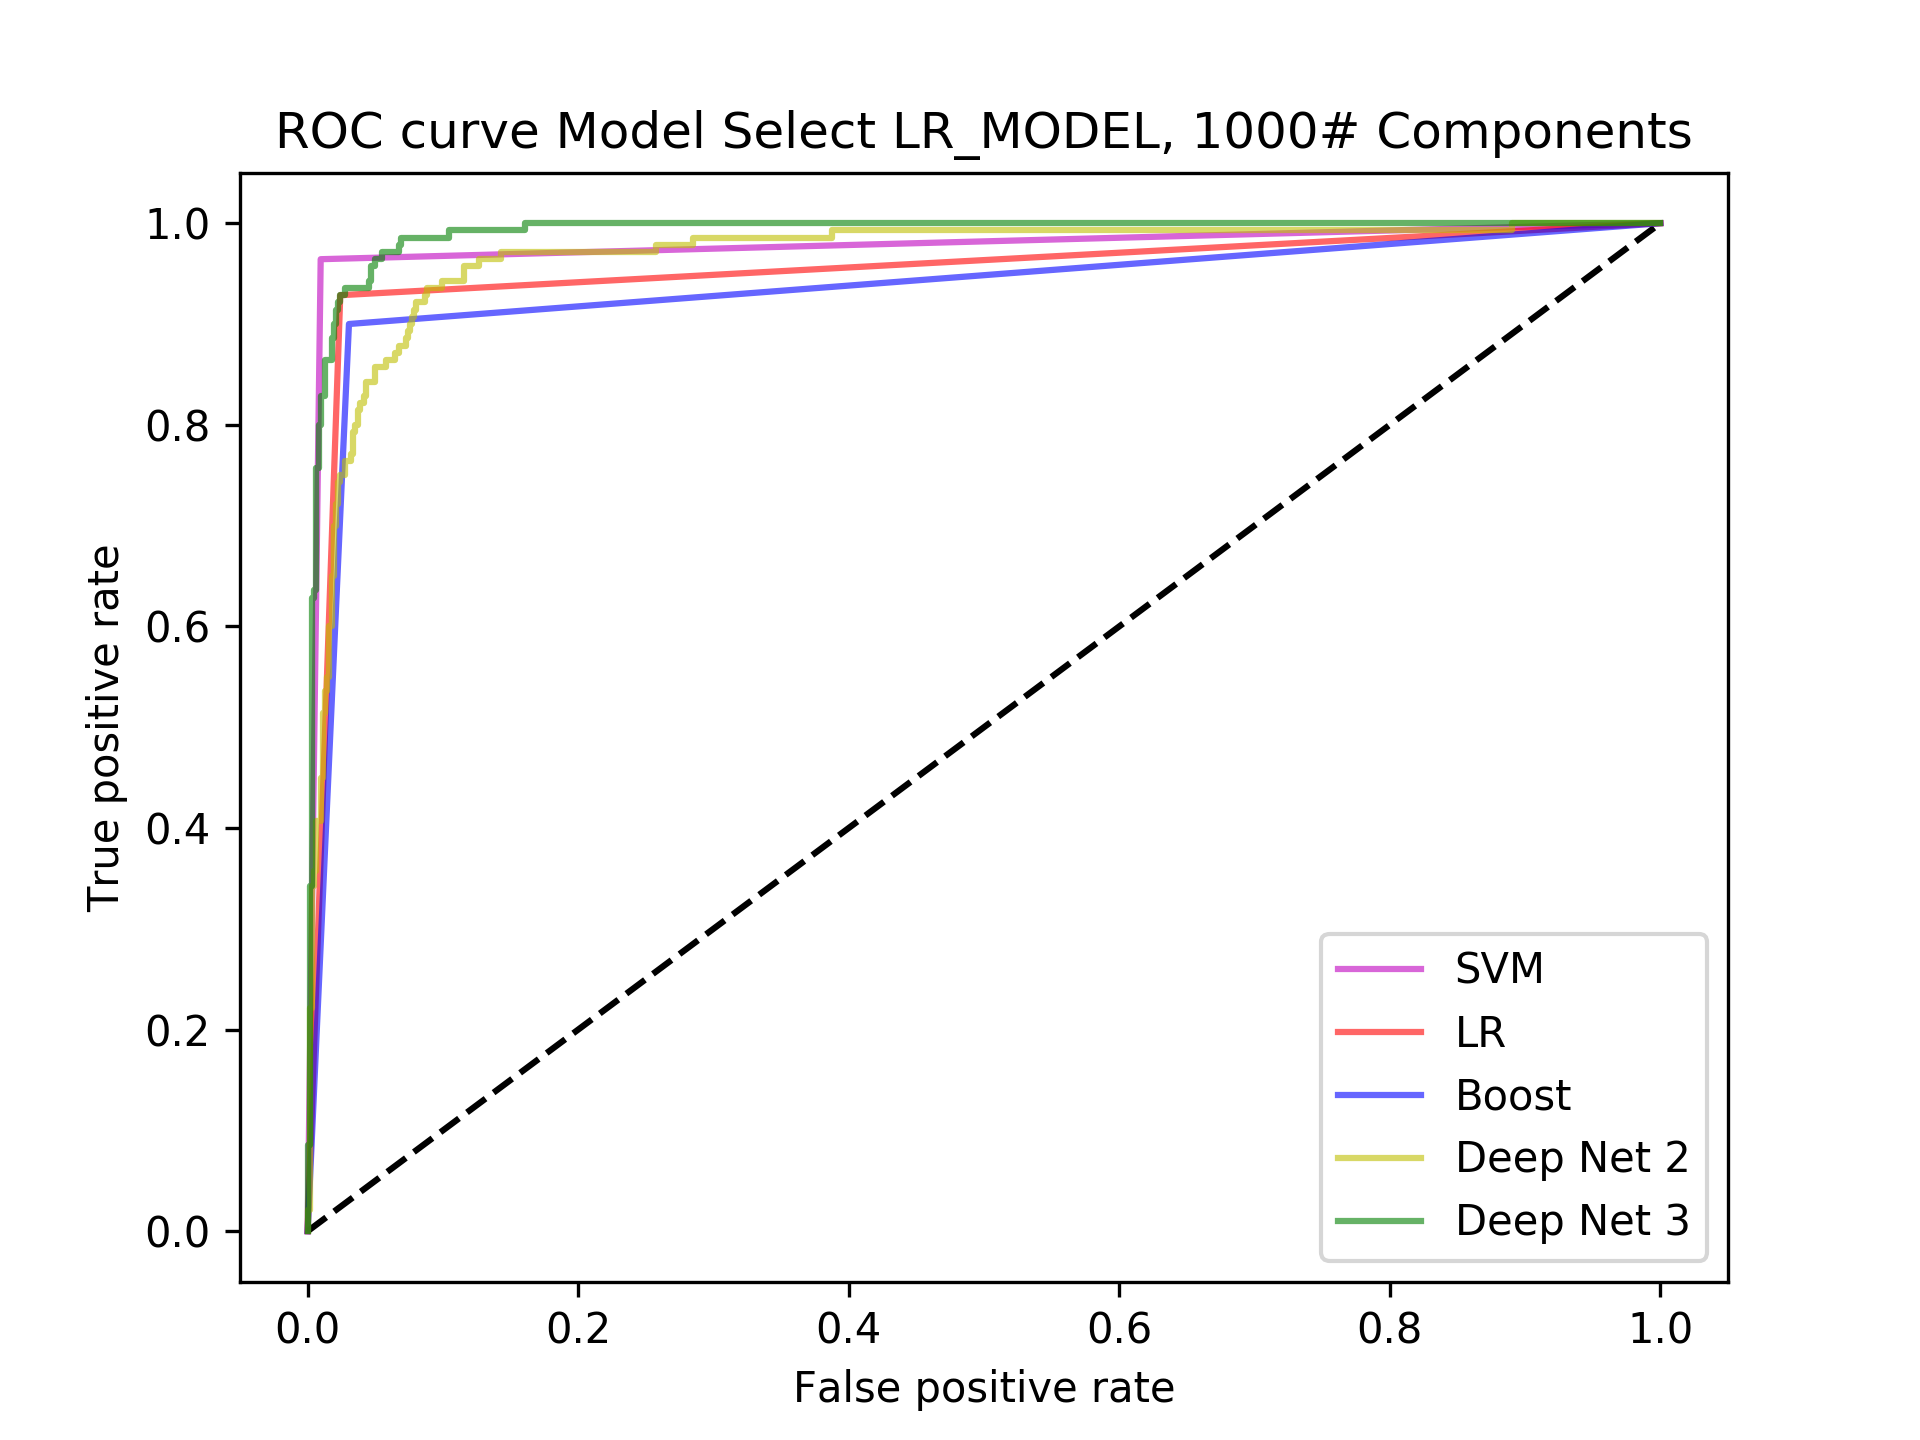 ROC curve Model Select LR_MODEL, 1000# Components
True positive rate
1.0
0.8
0.6
0.4
0.2
0.0
0.0 0.2 0.4 0.6 0.8 1.0
False positive rate
SVM
LR
Boost
Deep Net 2
Deep Net 3